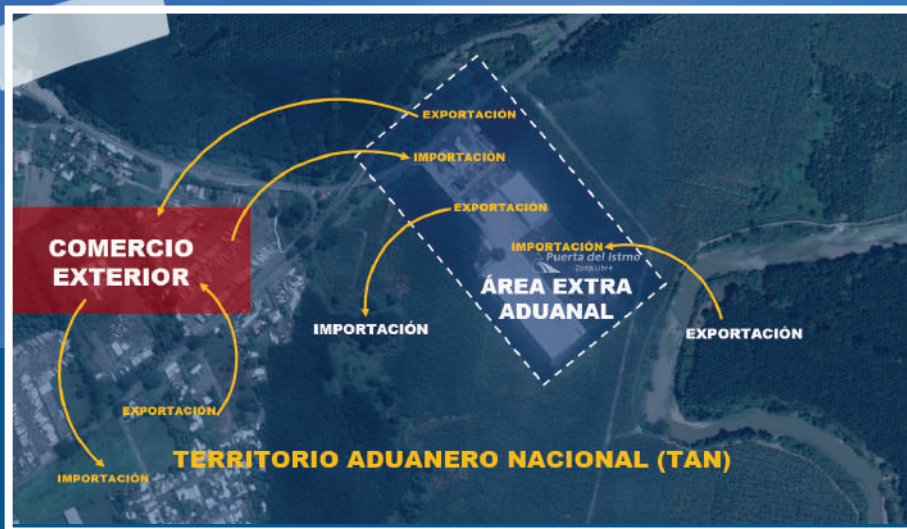 EXPORTACIÓN
IMPORTACIÓN
EXPORTACIÓN
IMPORTACIÓN
Puerta del Istmo
Zona Libre
COMERCIO
EXTERIOR
ÁREA EXTRA
ADUANAL
IMPORTACIÓN
EXPORTACIÓN
EXPORTACIÓN
TERRITORIO ADUANERO NACIONAL (TAN)
IMPORTACIÓN